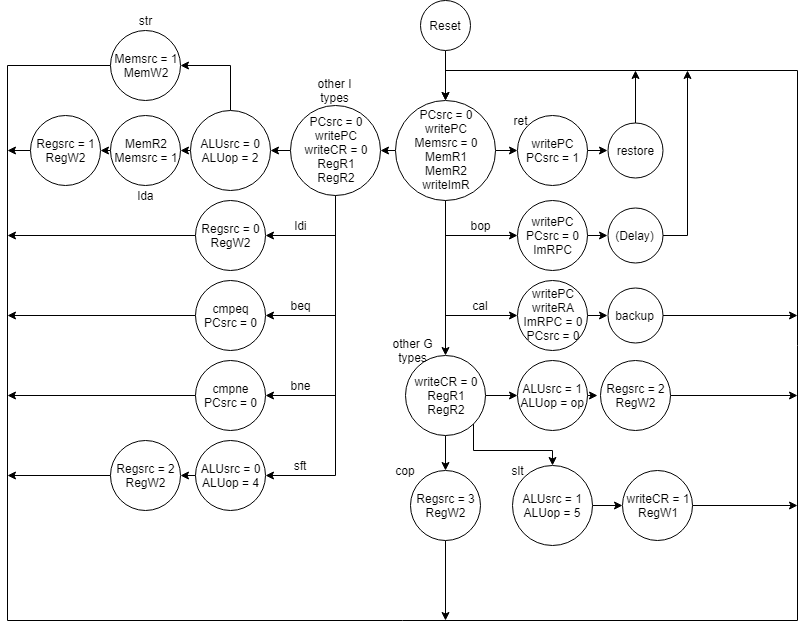 str
Reset
Memsrc = 1
MemW2
other I
types
PCsrc = 0
writePC
writeCR = 0
RegR1
RegR2
PCsrc = 0
writePC
Memsrc = 0
MemR1
MemR2
writeImR
ret
writePC
PCsrc = 1
restore
Regsrc = 1
RegW2
MemR2
Memsrc = 1
lda
ALUsrc = 0
ALUop = 2
Regsrc = 0
RegW2
ldi
bop
writePC
PCsrc = 0
ImRPC
(Delay)
cmpeq
PCsrc = 0
beq
cal
writePC
writeRA
ImRPC = 0
PCsrc = 0
backup
other G
types
cmpne
PCsrc = 0
bne
writeCR = 0
RegR1
RegR2
ALUsrc = 1
ALUop = op
Regsrc = 2
RegW2
Regsrc = 2
RegW2
ALUsrc = 0
ALUop = 4
sft
cop
Regsrc = 3
RegW2
slt
ALUsrc = 1
ALUop = 5
writeCR = 1
RegW1